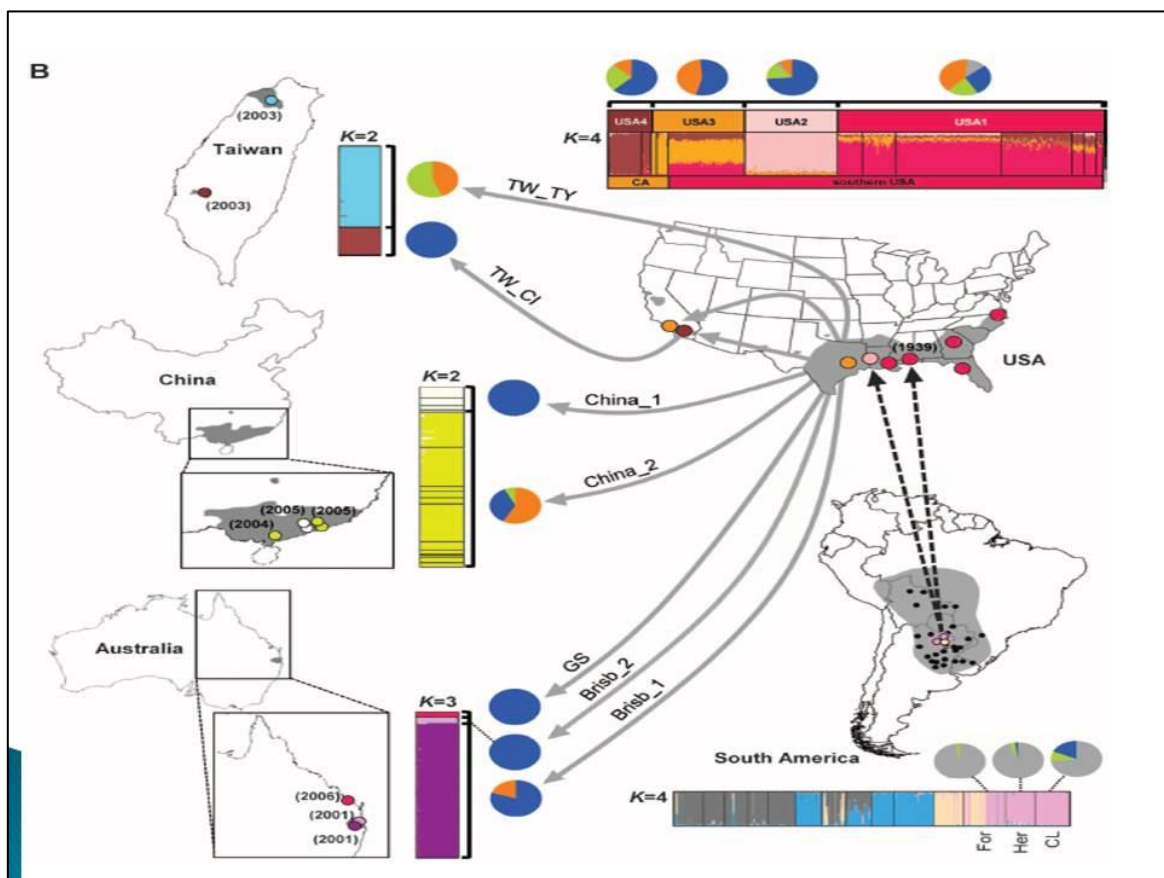 B
(2003)
Taiwan
(2003)
K=2
TW_TY
TW_CI
K=4
USA4
USA3
USA2
USA1
CA
southern USA
(1939)
USA
China
(2005)
(2005)
(2004)
K=2
China_1
China_2
Australia
(2006)
(2001)
(2001)
K=3
GS
Brisb_2
Brisb_1
South America
K=4
For
Her
CL